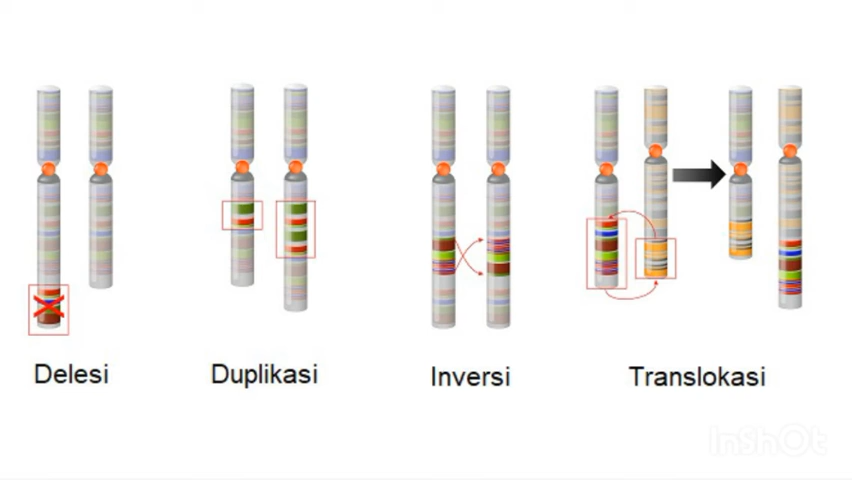 Delesi
Duplikasi
Inversi
Translokasi
InShOt